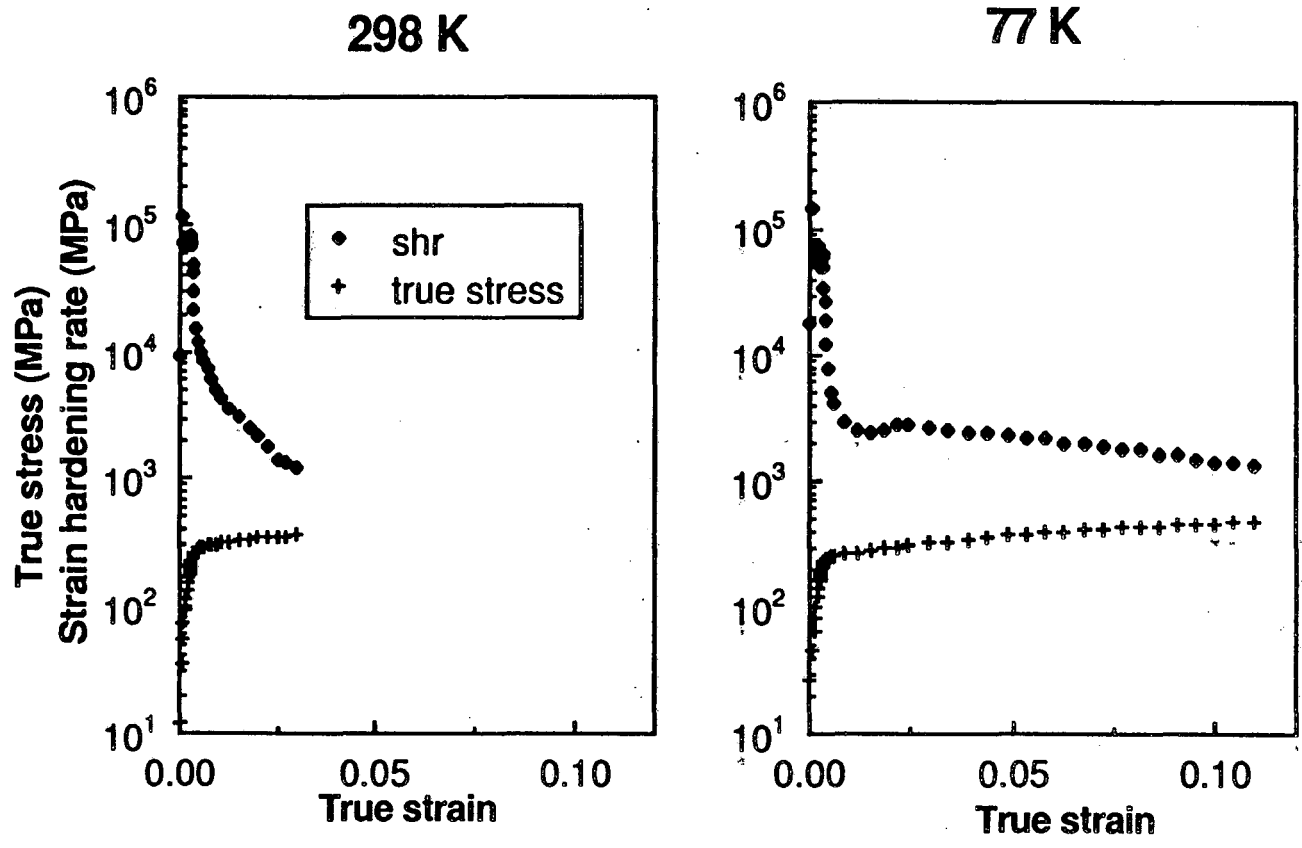 298 K
77 K
True stress (MPa)
Strain hardening rate (MPa)
10^6
10^5
10^4
10^3
10^2
10^1
shr
true stress
0.00
0.05
0.10
True strain
10^6
10^5
10^4
10^3
10^2
10^1
0.00
0.05
0.10
True strain